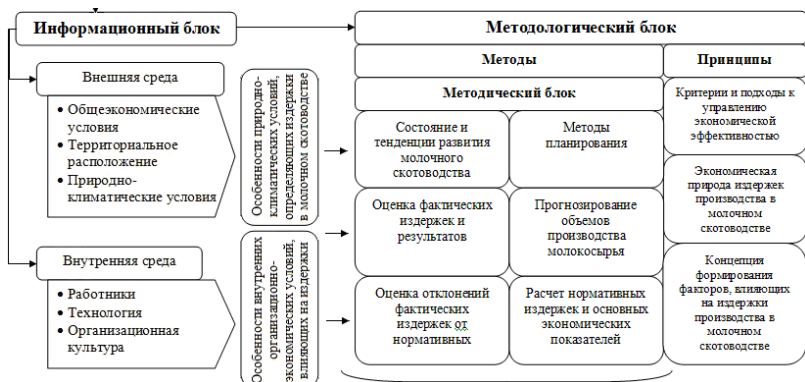 Информационный блок
Внешняя среда
• Общеэкономические
условия
• Территориальное
расположение
• Природно-
климатические условия
Внутренняя среда
• Работники
• Технология
• Организационная
культура
Особенности природно-
климатических условий,
определяющих издержки
в молочном скотоводстве
Особенности внутренних
организационно-
экономических условий,
влияющих на издержки
Методологический блок
Методы
Методический блок
Состояние и
тенденции развития
молочного
скотоводства
Методы
планирования
Оценка фактических
издержек и
результатов
Прогнозирование
объемов
производства
молокосырья
Оценка отклонений
фактических
издержек от
нормативных
Расчет нормативных
издержек и основных
экономических
показателей
Принципы
Критерии и подходы к
управлению
экономической
эффективностью
Экономическая
природа издержек
производства в
молочном
скотоводстве
Концепция
формирования
факторов, влияющих
на издержки
производства в
молочном
скотоводстве